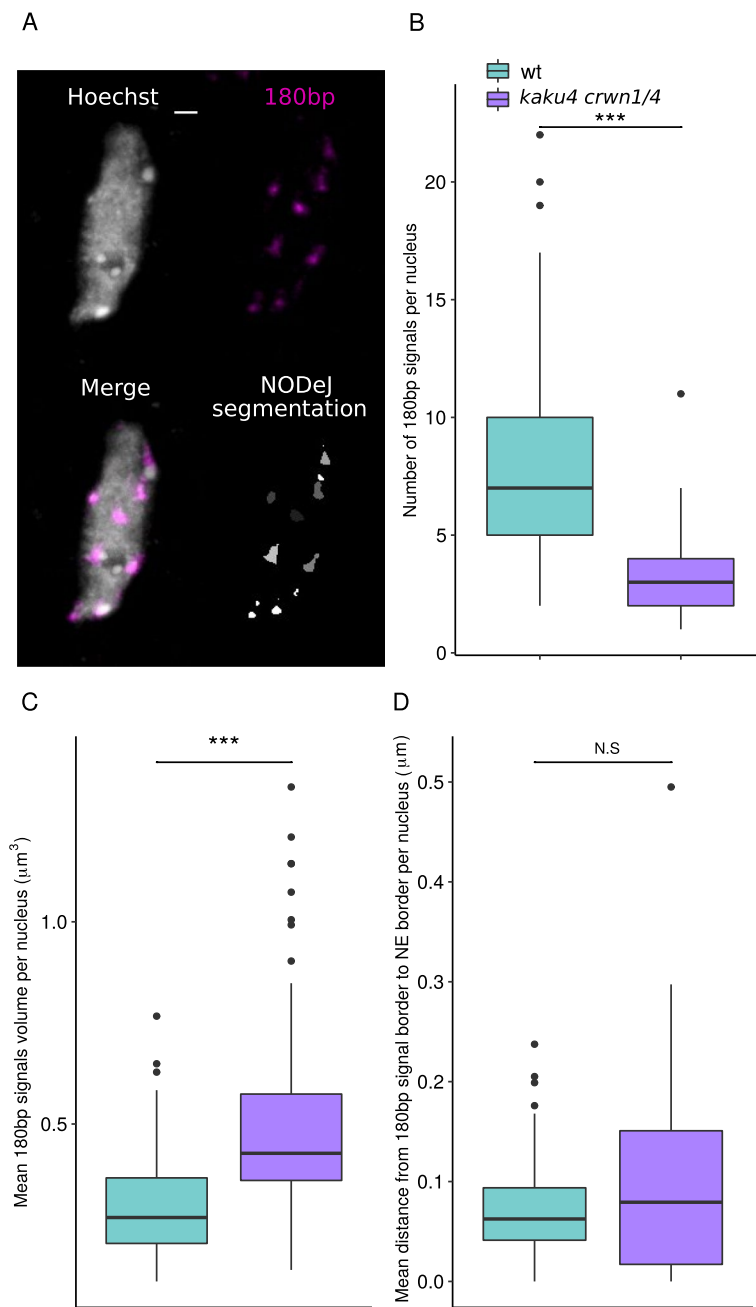 A
Hoechst
180bp
Merge
NODeJ
segmentation
B
wt
kaku4 crwn1/4
***
Number of 180bp signals per nucleus
20
15
10
5
0
C
***
Mean 180bp signals volume per nucleus (μm³)
1.0
0.5
D
N.S
Mean distance from 180bp signal border to NE border per nucleus (μm)
0.5
0.4
0.3
0.2
0.1
0.0